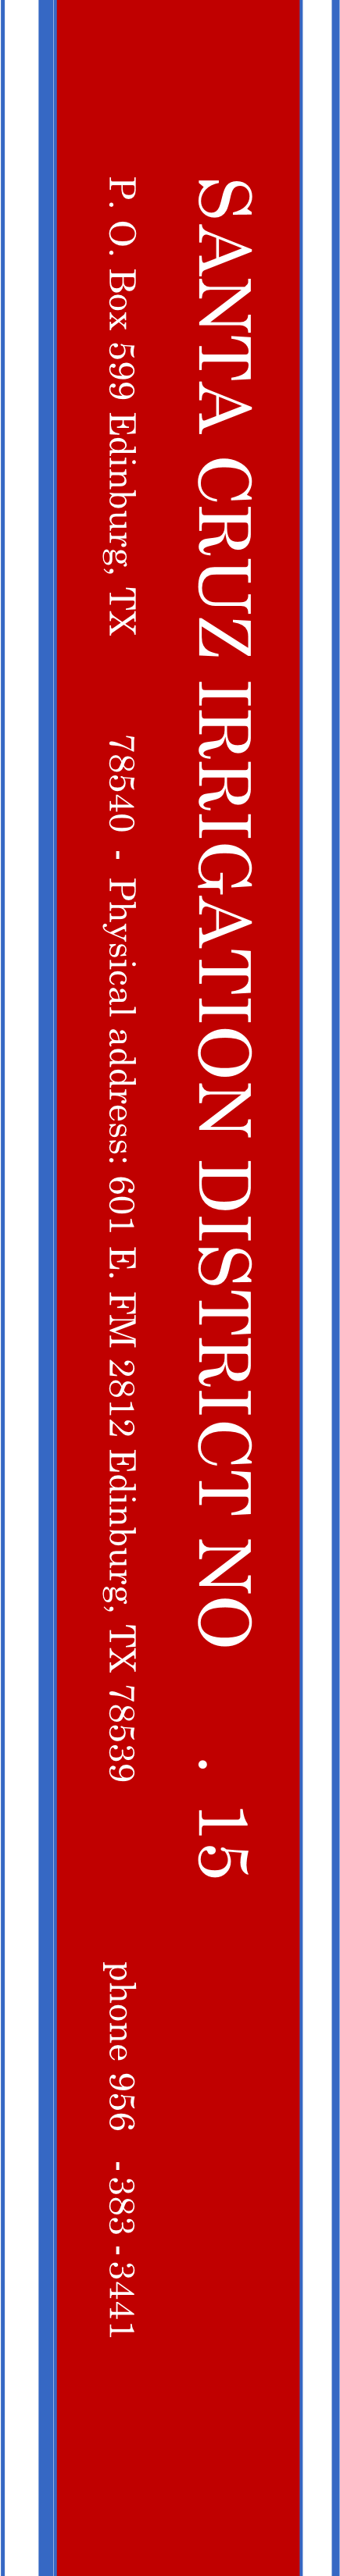 SANTA CRUZ IRRIGATION DISTRICT NO . 15
P. O. Box 599 Edinburg, TX 78540 - Physical address: 601 E. FM 2812 Edinburg, TX 78539 phone 956 -383-3441